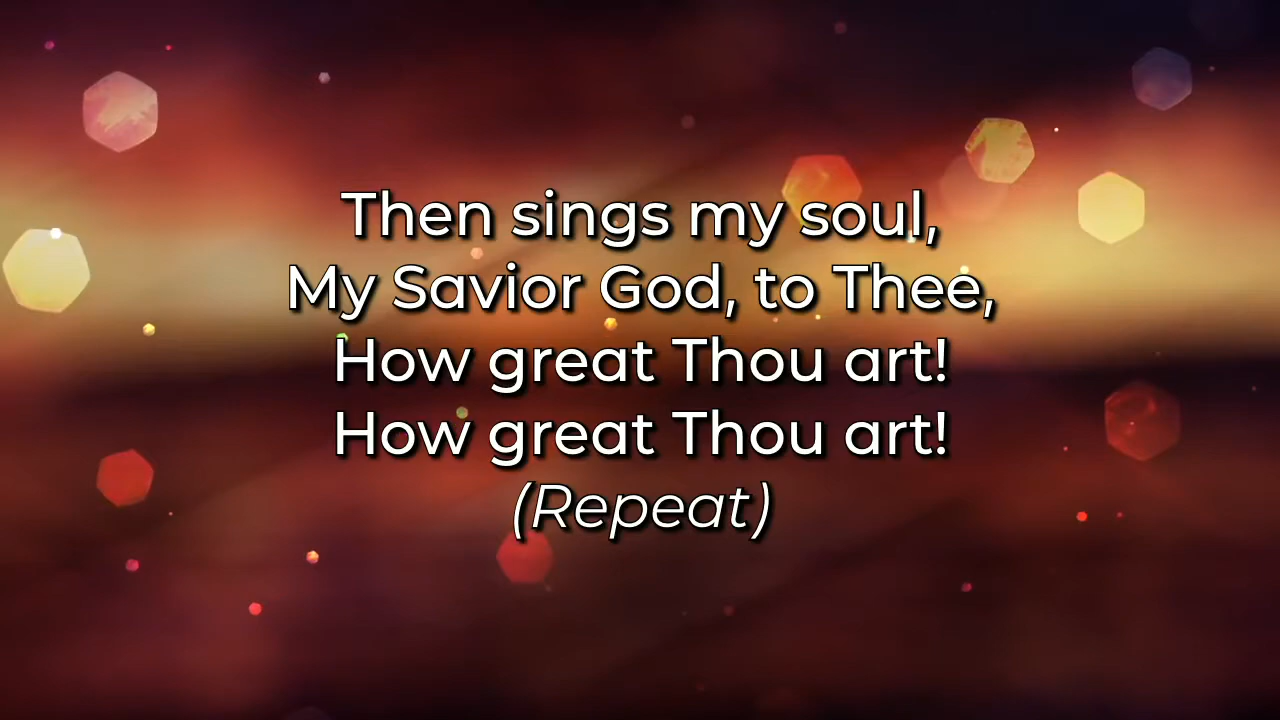 Then sings my soul,
My Savior God, to Thee,
How great Thou art!
How great Thou art!
(Repeat)